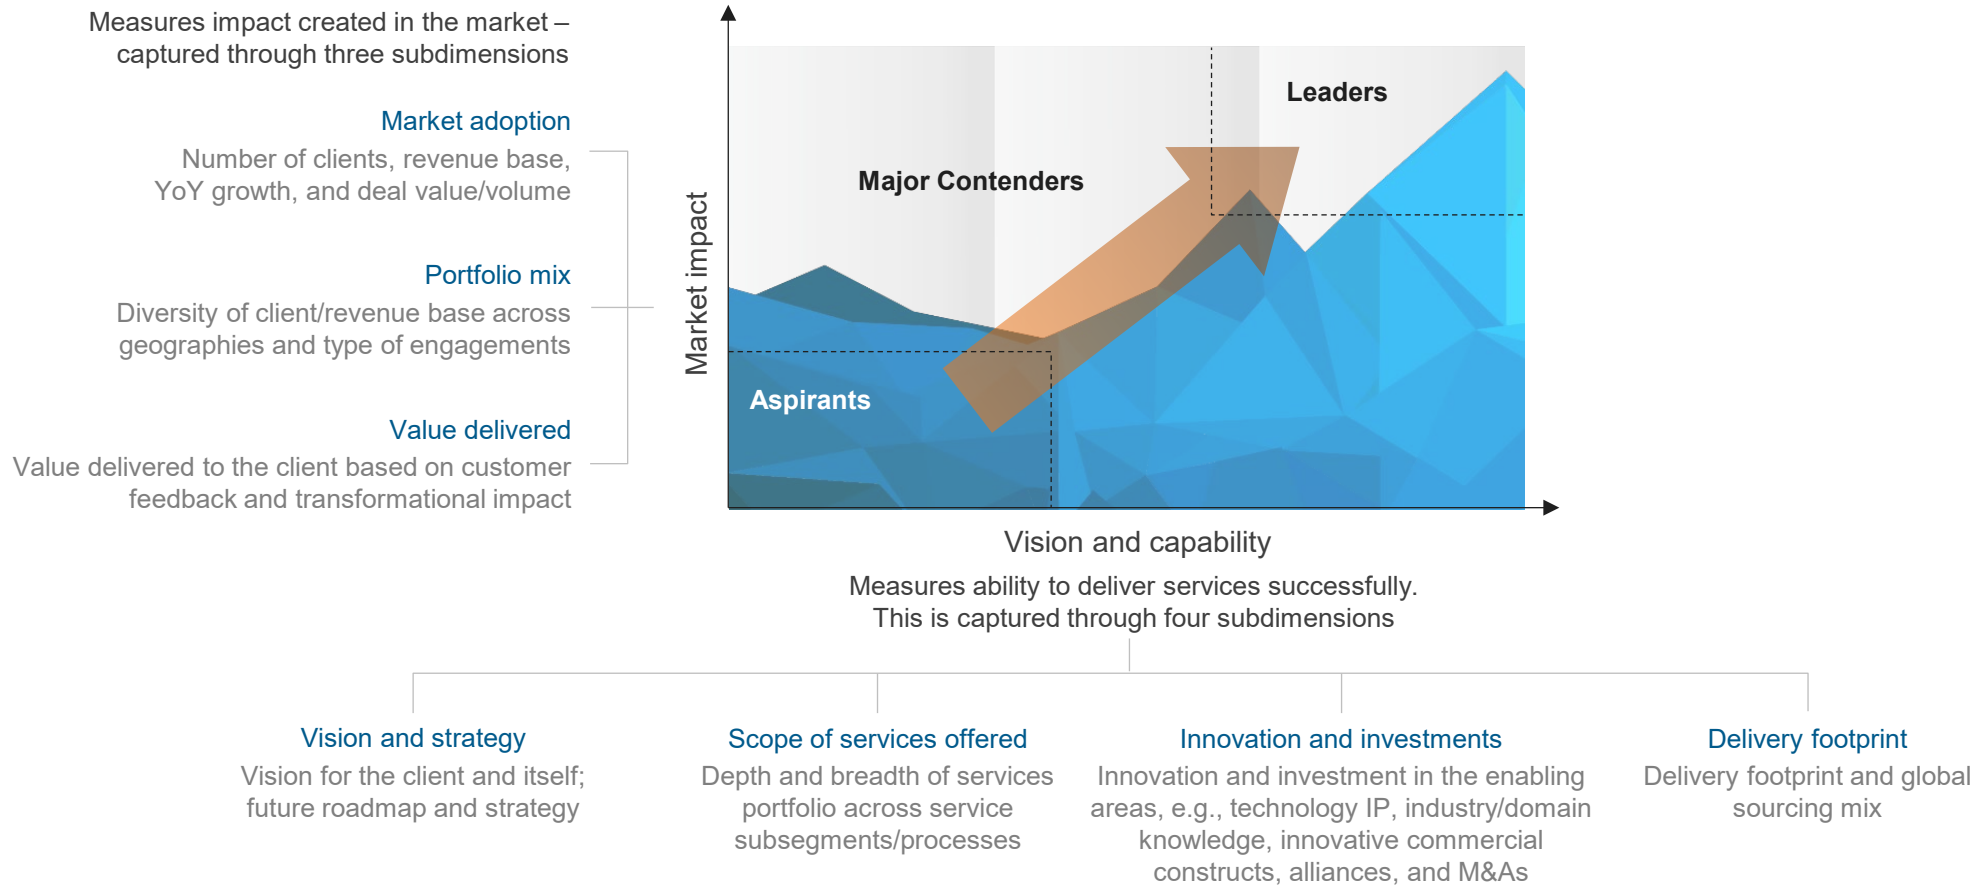 Measures impact created in the market –
captured through three subdimensions
Market adoption
Number of clients, revenue base,
YoY growth, and deal value/volume
Portfolio mix
Diversity of client/revenue base across
geographies and type of engagements
Value delivered
Value delivered to the client based on customer
feedback and transformational impact
Market impact
Leaders
Major Contenders
Aspirants
Vision and capability
Measures ability to deliver services successfully.
This is captured through four subdimensions
Vision and strategy
Vision for the client and itself;
future roadmap and strategy
Scope of services offered
Depth and breadth of services
portfolio across service
subsegments/processes
Innovation and investments
Innovation and investment in the enabling
areas, e.g., technology IP, industry/domain
knowledge, innovative commercial
constructs, alliances, and M&As
Delivery footprint
Delivery footprint and global
sourcing mix